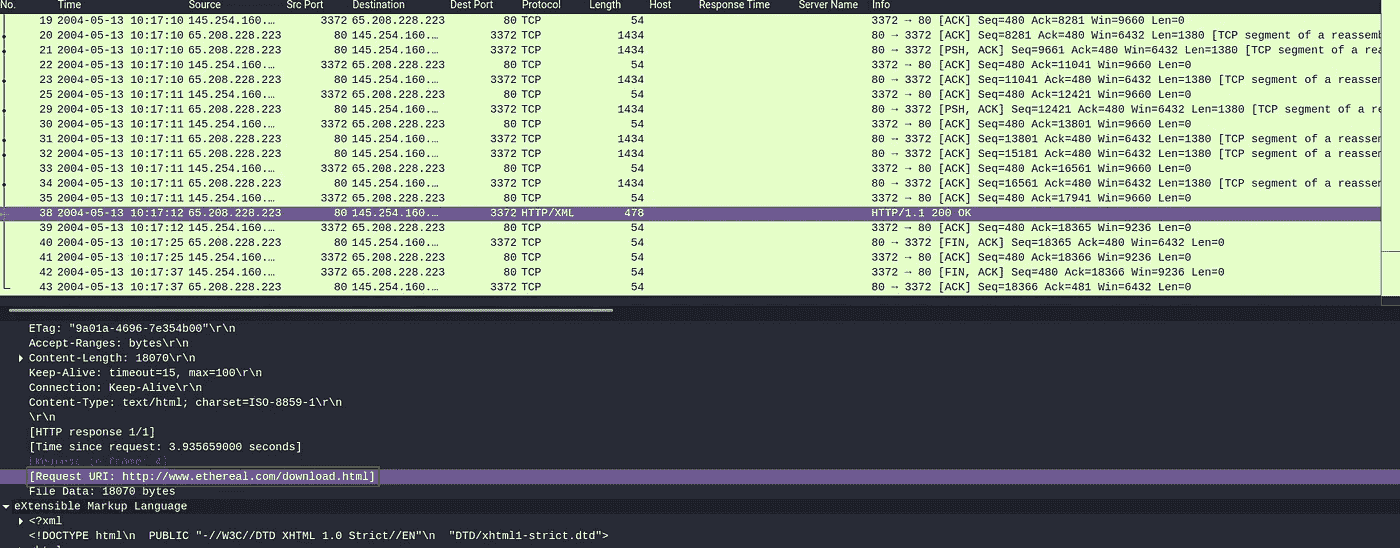 No. Time Source Src Port Destination Dest Port Protocol Length Host Response Time Server Name Info
19 2004-05-13 10:17:10 145.254.160.… 3372 65.208.228.223 80 TCP 54 3372 → 80 [ACK] Seq=480 Ack=8281 Win=9660 Len=0
20 2004-05-13 10:17:10 65.208.228.223 80 145.254.160.… 3372 TCP 1434 80 → 3372 [ACK] Seq=8281 Ack=480 Win=6432 Len=1380 [TCP segment of a reassemb
21 2004-05-13 10:17:10 65.208.228.223 80 145.254.160.… 3372 TCP 1434 80 → 3372 [PSH, ACK] Seq=9661 Ack=480 Win=6432 Len=1380 [TCP segment of a rea
22 2004-05-13 10:17:10 145.254.160.… 3372 65.208.228.223 80 TCP 54 3372 → 80 [ACK] Seq=480 Ack=11041 Win=9660 Len=0
23 2004-05-13 10:17:10 65.208.228.223 80 145.254.160.… 3372 TCP 1434 80 → 3372 [ACK] Seq=11041 Ack=480 Win=6432 Len=1380 [TCP segment of a reassem
25 2004-05-13 10:17:11 145.254.160.… 3372 65.208.228.223 80 TCP 54 3372 → 80 [ACK] Seq=480 Ack=12421 Win=9660 Len=0
29 2004-05-13 10:17:11 65.208.228.223 80 145.254.160.… 3372 TCP 1434 80 → 3372 [PSH, ACK] Seq=12421 Ack=480 Win=6432 Len=1380 [TCP segment of a re
30 2004-05-13 10:17:11 145.254.160.… 3372 65.208.228.223 80 TCP 54 3372 → 80 [ACK] Seq=480 Ack=13801 Win=9660 Len=0
31 2004-05-13 10:17:11 65.208.228.223 80 145.254.160.… 3372 TCP 1434 80 → 3372 [ACK] Seq=13801 Ack=480 Win=6432 Len=1380 [TCP segment of a reassem
32 2004-05-13 10:17:11 65.208.228.223 80 145.254.160.… 3372 TCP 1434 80 → 3372 [ACK] Seq=15181 Ack=480 Win=6432 Len=1380 [TCP segment of a reassem
33 2004-05-13 10:17:11 145.254.160.… 3372 65.208.228.223 80 TCP 54 3372 → 80 [ACK] Seq=480 Ack=16561 Win=9660 Len=0
34 2004-05-13 10:17:11 65.208.228.223 80 145.254.160.… 3372 TCP 1434 80 → 3372 [ACK] Seq=16561 Ack=480 Win=6432 Len=1380 [TCP segment of a reassem
35 2004-05-13 10:17:11 145.254.160.… 3372 65.208.228.223 80 TCP 54 3372 → 80 [ACK] Seq=480 Ack=17941 Win=9660 Len=0
38 2004-05-13 10:17:12 65.208.228.223 80 145.254.160.… 3372 HTTP/XML 478 HTTP/1.1 200 OK
39 2004-05-13 10:17:12 145.254.160.… 3372 65.208.228.223 80 TCP 54 3372 → 80 [ACK] Seq=480 Ack=18365 Win=9236 Len=0
40 2004-05-13 10:17:25 65.208.228.223 80 145.254.160.… 3372 TCP 54 80 → 3372 [FIN, ACK] Seq=18365 Ack=480 Win=6432 Len=0
41 2004-05-13 10:17:25 145.254.160.… 3372 65.208.228.223 80 TCP 54 3372 → 80 [ACK] Seq=480 Ack=18366 Win=9236 Len=0
42 2004-05-13 10:17:37 145.254.160.… 3372 65.208.228.223 80 TCP 54 3372 → 80 [FIN, ACK] Seq=480 Ack=18366 Win=9236 Len=0
43 2004-05-13 10:17:37 65.208.228.223 80 145.254.160.… 3372 TCP 54 80 → 3372 [ACK] Seq=18366 Ack=481 Win=6432 Len=0
ETag: "9a01a-4696-7e354b00"\r\n
Accept-Ranges: bytes\r\n
Content-Length: 18070\r\n
Keep-Alive: timeout=15, max=100\r\n
Connection: Keep-Alive\r\n
Content-Type: text/html; charset=ISO-8859-1\r\n
\r\n
[HTTP response 1/1]
[Time since request: 3.935659000 seconds]
[Request in frame: 4]
[Request URI: http://www.ethereal.com/download.html]
File Data: 18070 bytes
eXtensible Markup Language
<?xml
<!DOCTYPE html\n  PUBLIC "-//W3C//DTD XHTML 1.0 Strict//EN"\n  "DTD/xhtml1-strict.dtd">